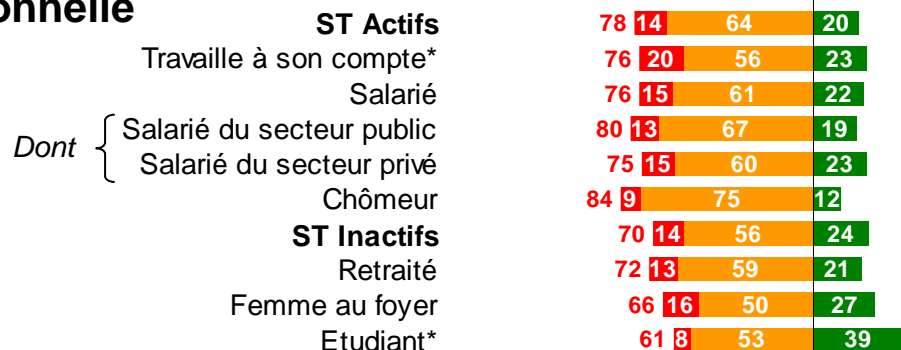 onnelle
ST Actifs 78 14 64 20
Travaille à son compte* 76 20 56 23
Salarié 76 15 61 22
Dont
Salarié du secteur public 80 13 67 19
Salarié du secteur privé 75 15 60 23
Chômeur 84 9 75 12
ST Inactifs 70 14 56 24
Retraité 72 13 59 21
Femme au foyer 66 16 50 27
Etudiant* 61 8 53 39